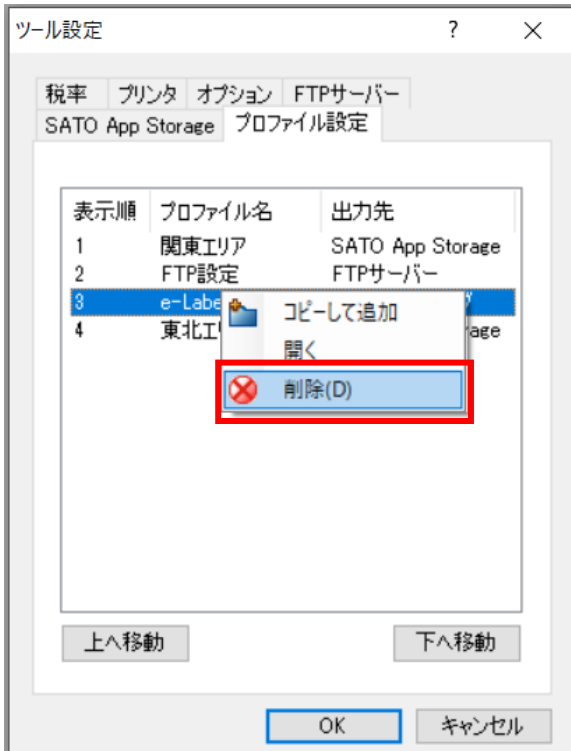 ツール設定 ? ×
税率 プリンタ オプション FTPサーバー
SATO App Storage プロファイル設定
表示順 プロファイル名 出力先
1 関東エリア SATO App Storage
2 FTP設定 FTPサーバー
3 e-Labe
4 東北エ age
コピーして追加
開く
削除(D)
上へ移動 下へ移動
OK キャンセル